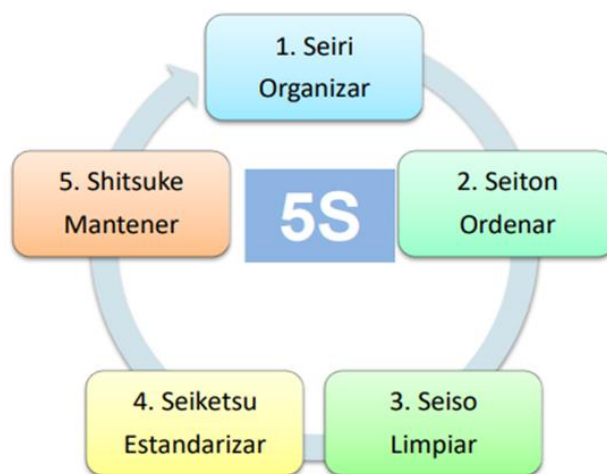 1. Seiri
Organizar
2. Seiton
Ordenar
3. Seiso
Limpiar
4. Seiketsu
Estandarizar
5. Shitsuke
Mantener
5S